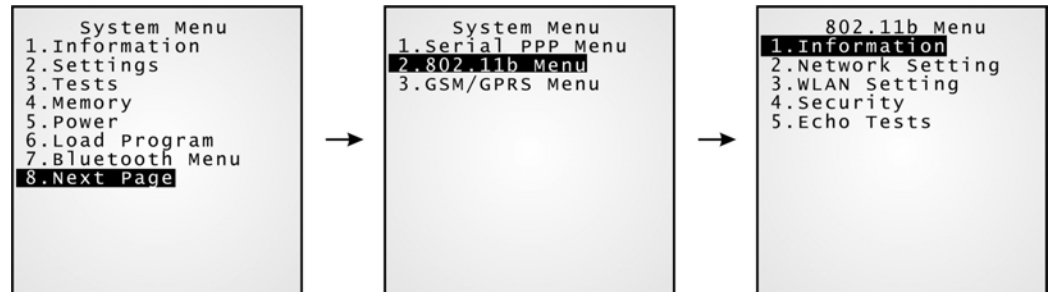 System Menu
1.Information
2.Settings
3.Tests
4.Memory
5.Power
6.Load Program
7.Bluetooth Menu
8.Next Page
System Menu
1.Serial PPP Menu
2.802.11b Menu
3.GSM/GPRS Menu
802.11b Menu
1.Information
2.Network Setting
3.WLAN Setting
4.Security
5.Echo Tests